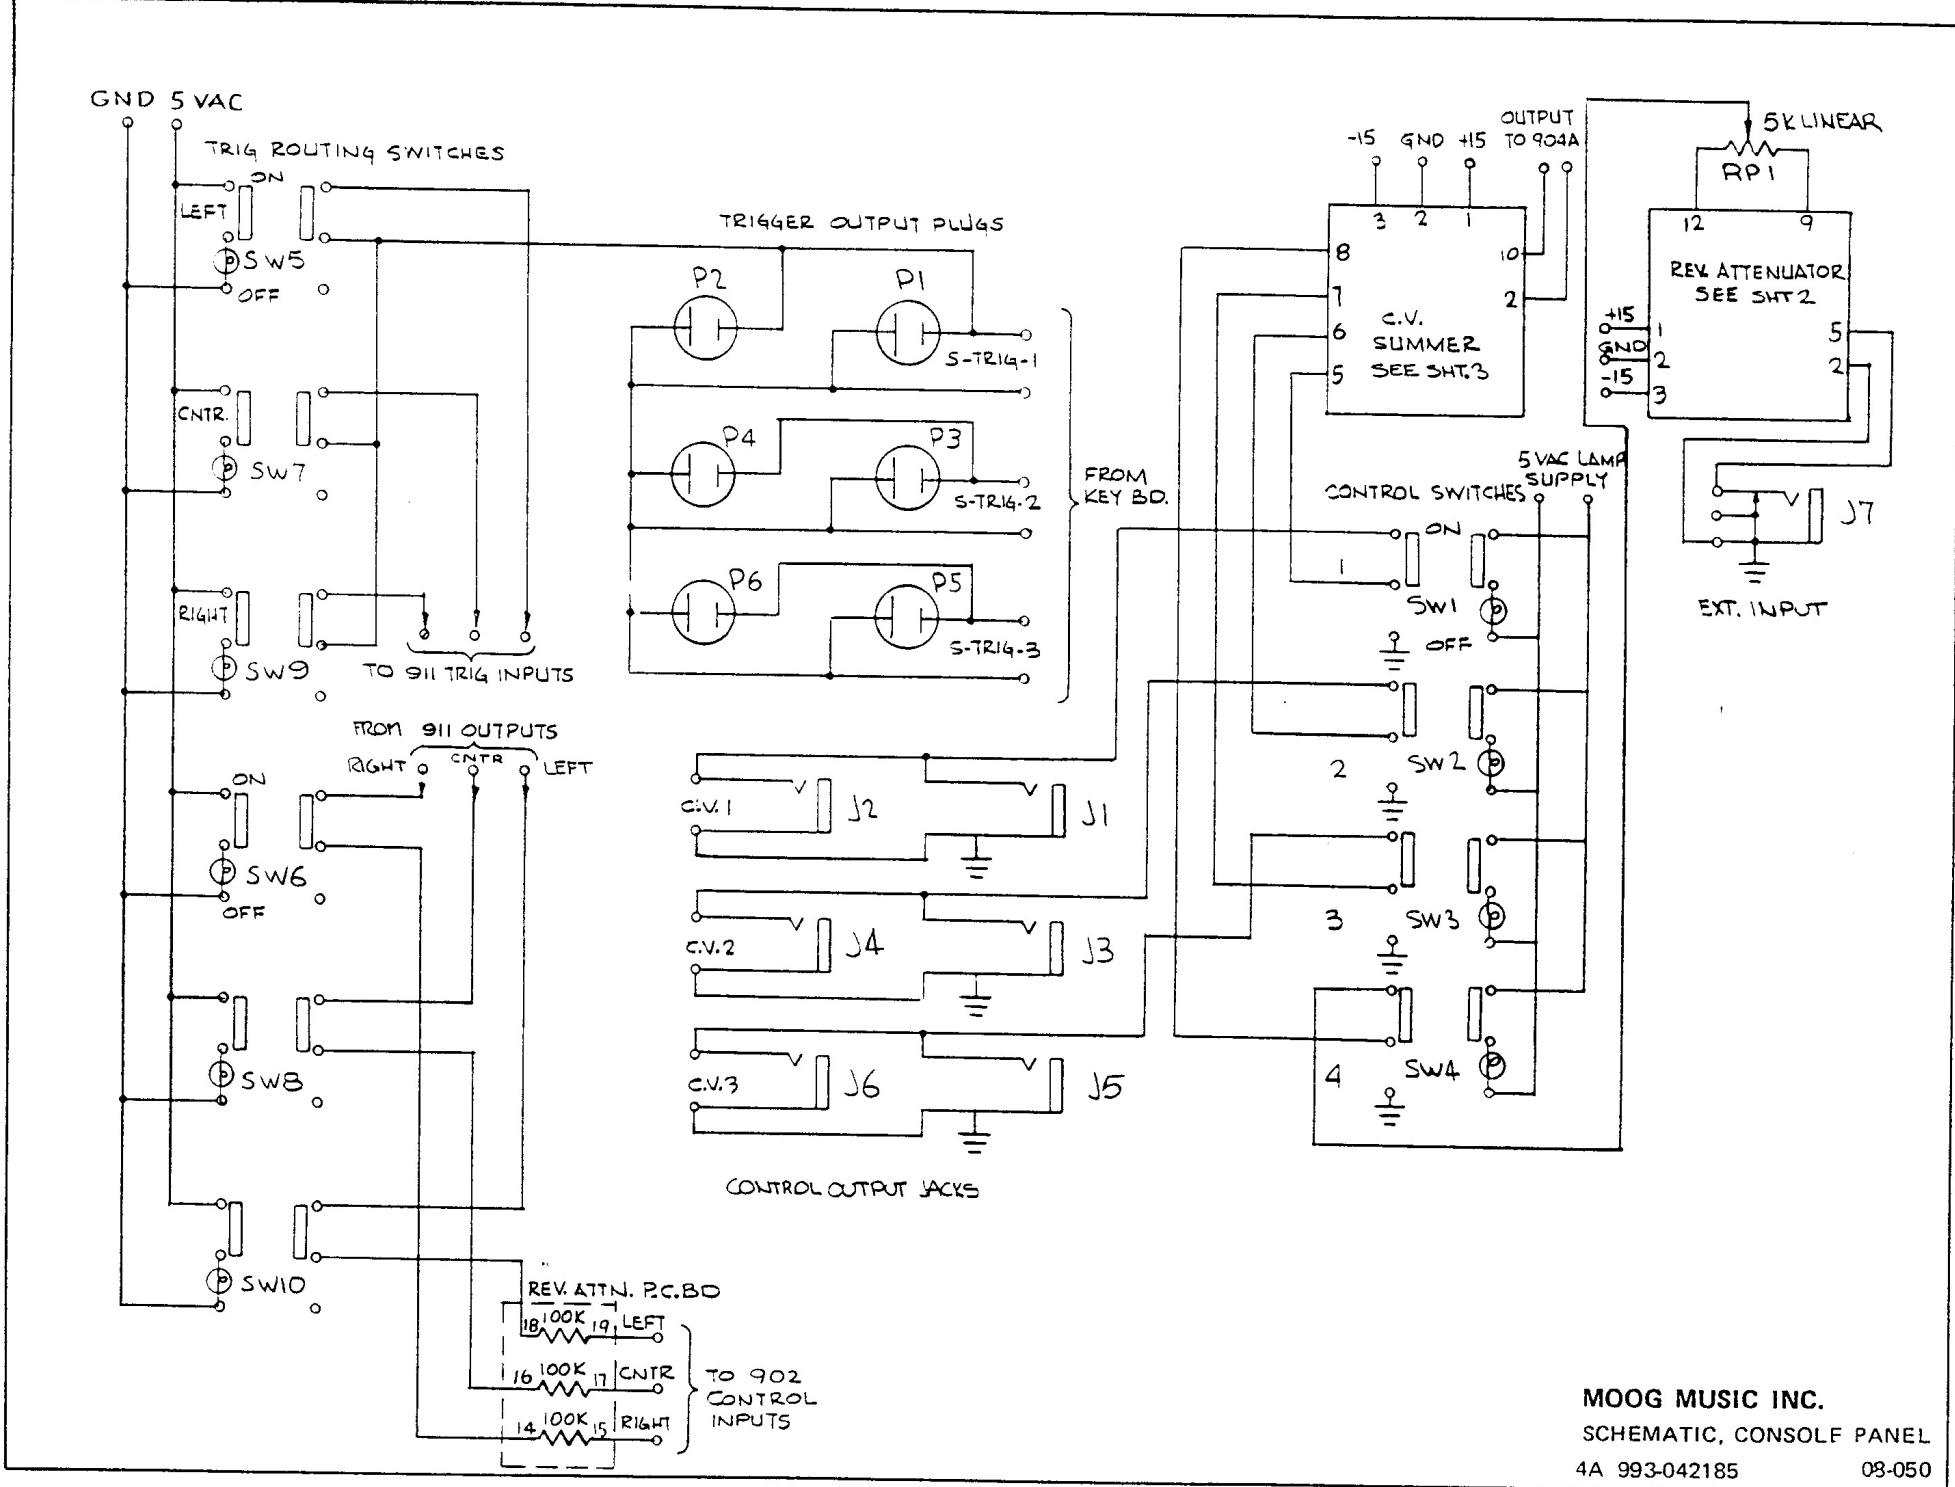 GND 5 VAC
TRIG ROUTING SWITCHES
ON
LEFT
SW5
OFF
CNTR.
SW7
RIGHT
SW9
TO 911 TRIG INPUTS
FROM 911 OUTPUTS
RIGHT
CNTR
LEFT
ON
SW6
OFF
SW8
SW10
REV. ATTN. P.C.BD
18 100K 19 LEFT
16 100K 17 CNTR
14 100K 15 RIGHT
TO 902
CONTROL
INPUTS
TRIGGER OUTPUT PLUGS
P2
P1
S-TRIG-1
P4
P3
S-TRIG-2
P6
P5
S-TRIG-3
FROM
KEY BD.
C.V.1
J2
J1
C.V.2
J4
J3
C.V.3
J6
J5
CONTROL OUTPUT JACKS
-15 GND +15
OUTPUT
TO 904A
3 2 1
8
7
6
5
10
2
C.V.
SUMMER
SEE SHT.3
5K LINEAR
RP1
12
9
REV. ATTENUATOR
SEE SHT 2
+15
GND
-15
1
2
3
5
2
J7
EXT. INPUT
5 VAC LAMP
SUPPLY
CONTROL SWITCHES
ON
1
SW1
OFF
2
SW2
3
SW3
4
SW4
MOOG MUSIC INC.
SCHEMATIC, CONSOLF PANEL
4A 993-042185 08-050